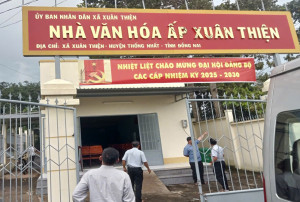 ỦY BAN NHÂN DÂN XÃ XUÂN THIỆN
NHÀ VĂN HÓA ẤP XUÂN THIỆN
ĐỊA CHỈ: XÃ XUÂN THIỆN - HUYỆN THỐNG NHẤT - TỈNH ĐỒNG NAI
NHIỆT LIỆT CHÀO MỪNG ĐẠI HỘI ĐẢNG BỘ
CÁC CẤP NHIỆM KỲ 2025 - 2030